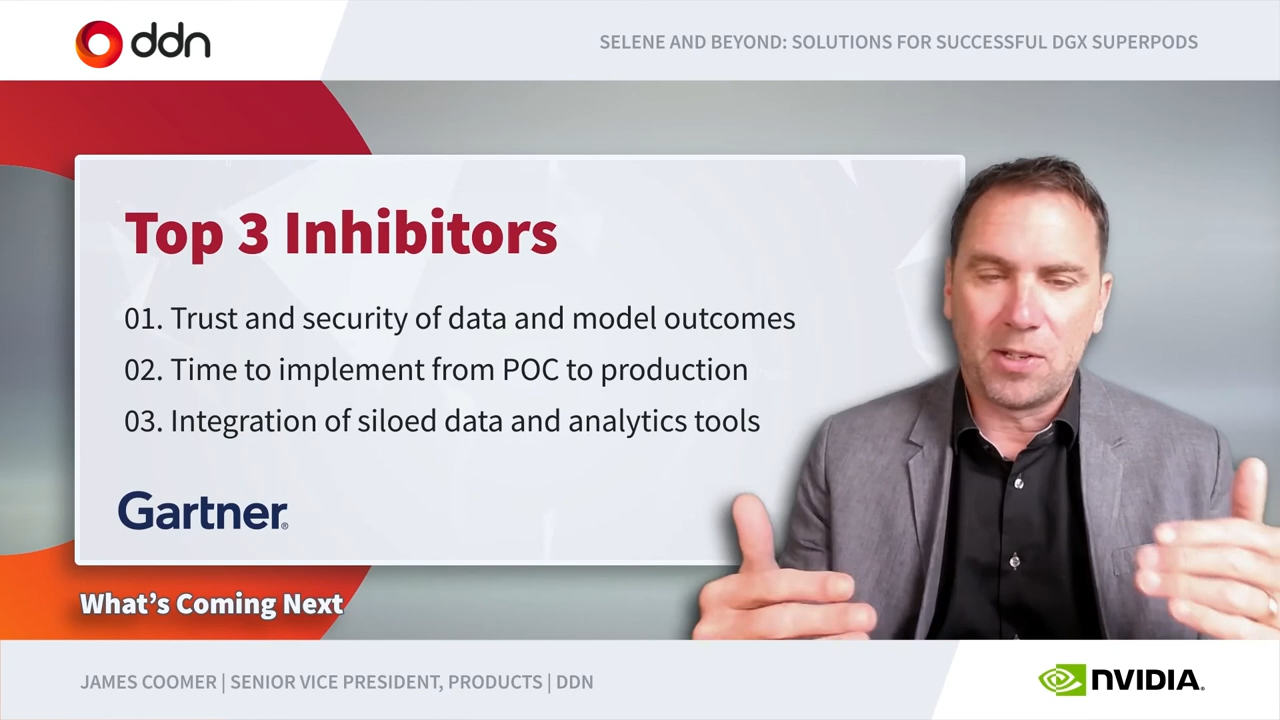 ddn
SELENE AND BEYOND: SOLUTIONS FOR SUCCESSFUL DGX SUPERPODS
Top 3 Inhibitors
01. Trust and security of data and model outcomes
02. Time to implement from POC to production
03. Integration of siloed data and analytics tools
Gartner®
What's Coming Next
JAMES COOMER | SENIOR VICE PRESIDENT, PRODUCTS | DDN
NVIDIA.